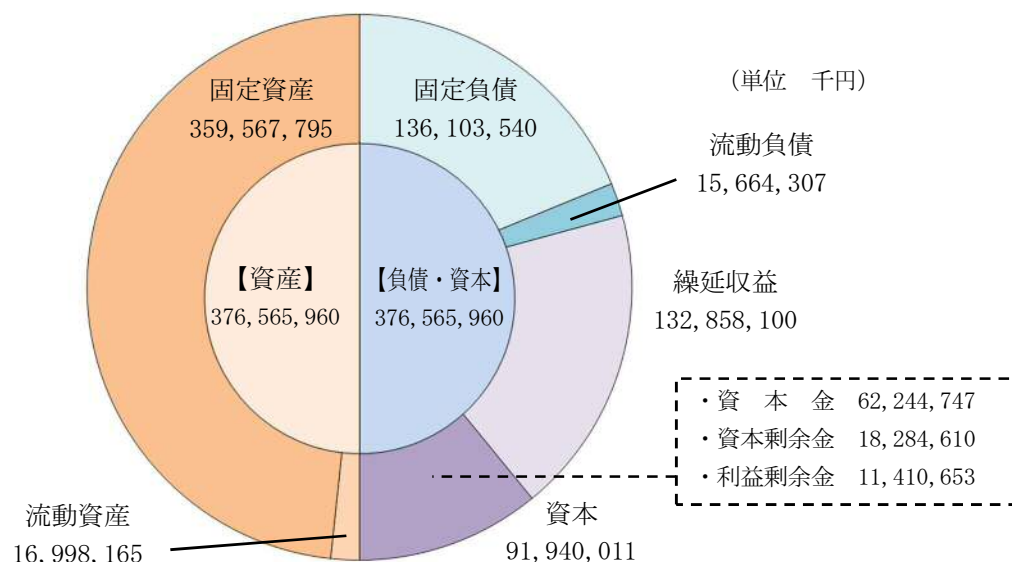 （単位　千円）
固定資産
359,567,795
固定負債
136,103,540
流動負債
15,664,307
【資産】
376,565,960
【負債・資本】
376,565,960
繰延収益
132,858,100
・資　本　金　62,244,747
・資本剰余金　18,284,610
・利益剰余金　11,410,653
流動資産
16,998,165
資本
91,940,011